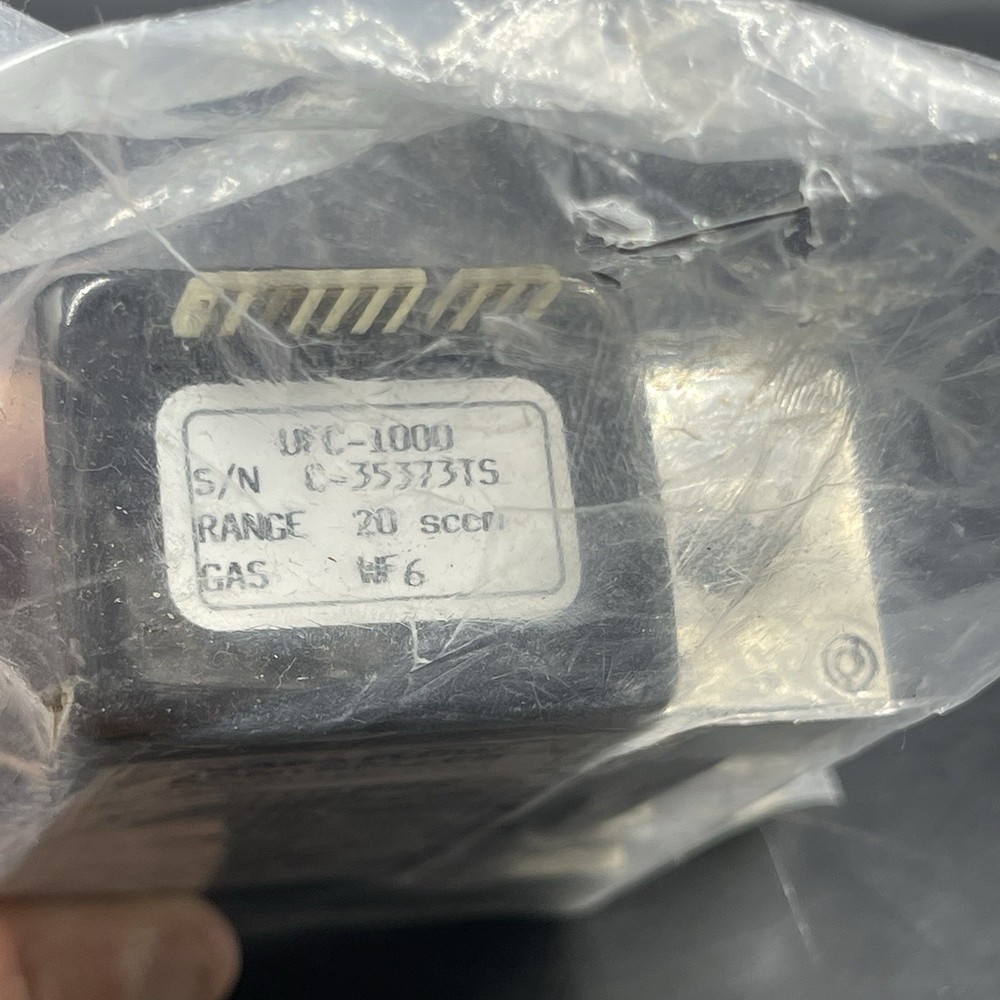 UFC-1000
S/N C-35373TS
RANGE 20 sccm
GAS WF6